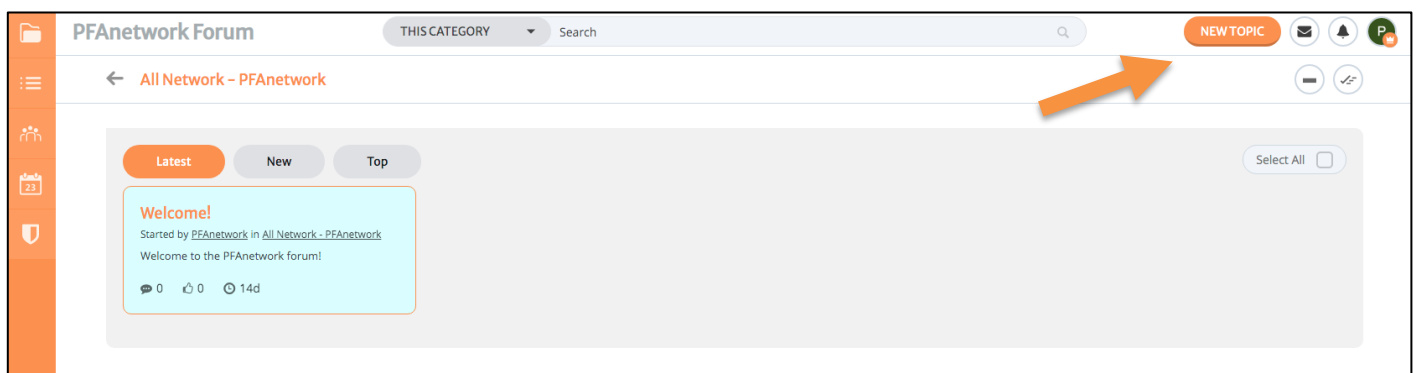 PFAnetwork Forum
THIS CATEGORY
Search
NEW TOPIC
P
All Network – PFAnetwork
23
Latest
New
Top
Select All
Welcome!
Started by PFAnetwork in All Network - PFAnetwork
Welcome to the PFAnetwork forum!
0 0 14d